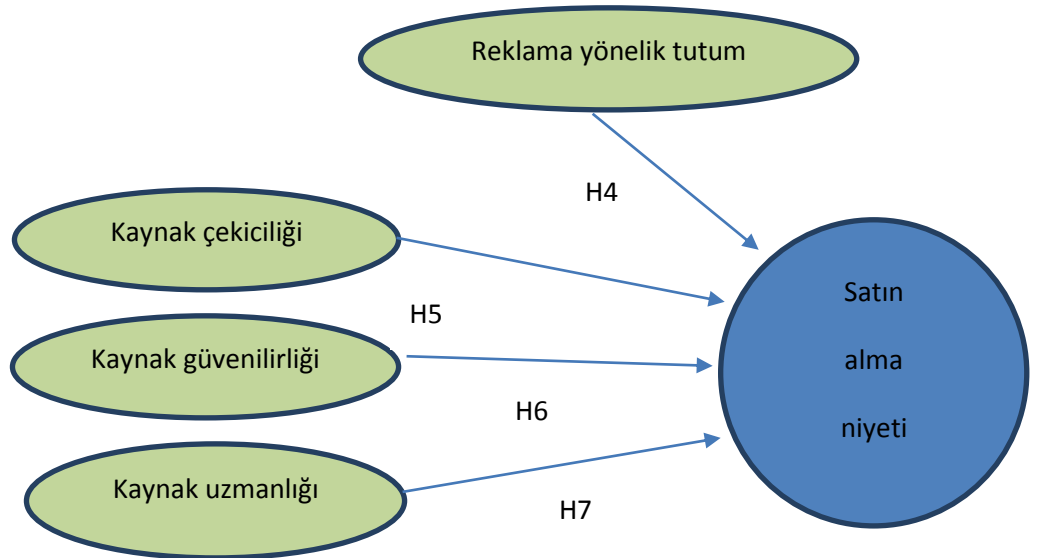 Reklama yönelik tutum
H4
Kaynak çekiciliği
H5
Kaynak güvenilirliği
H6
Kaynak uzmanlığı
H7
Satın
alma
niyeti